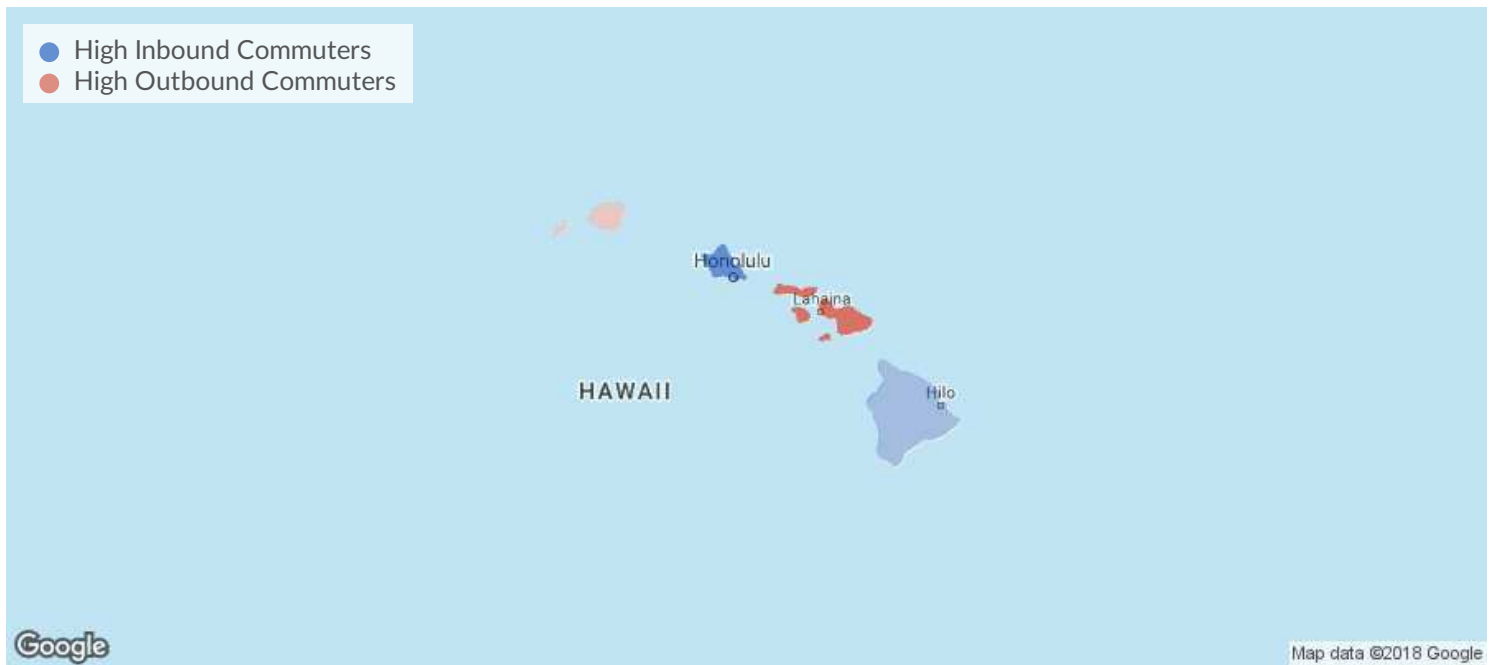 High Inbound Commuters
High Outbound Commuters
Honolulu
Lahaina
HAWAII
Hilo
Google
Map data ©2018 Google